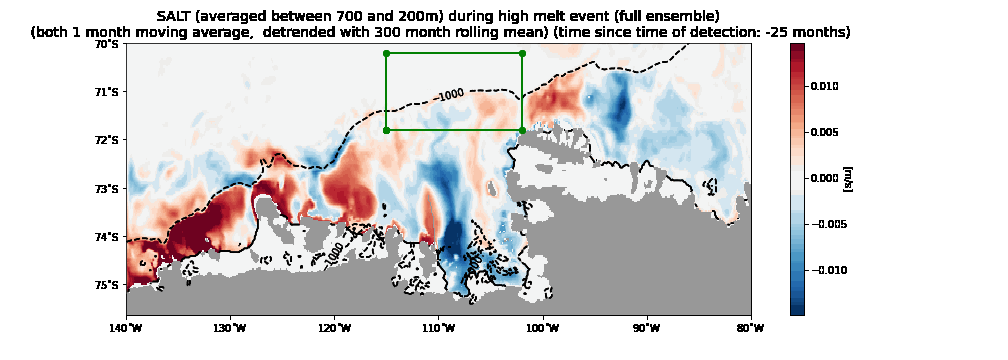 SALT (averaged between 700 and 200m) during high melt event (full ensemble)
(both 1 month moving average,  detrended with 300 month rolling mean) (time since time of detection: -25 months)
70°S
71°S
72°S
73°S
74°S
75°S
140°W
130°W
120°W
110°W
100°W
90°W
80°W
−1000
−1000
0.010
0.005
0.000
−0.005
−0.010
[m/s]